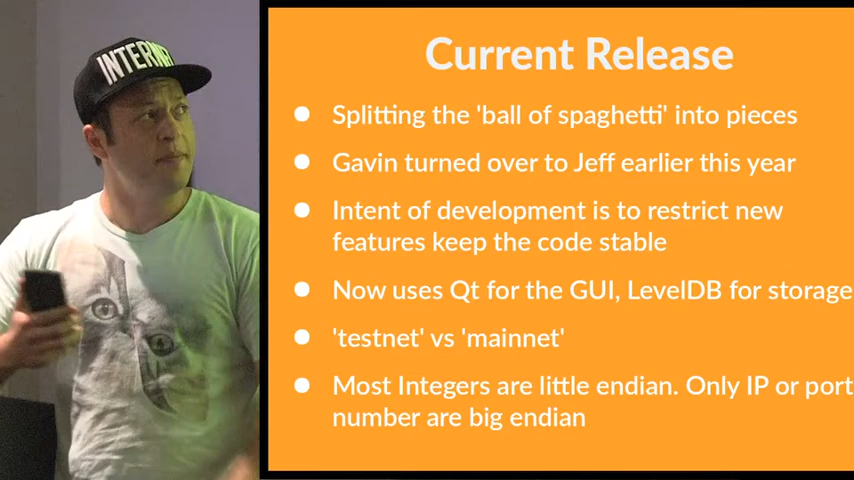 INTERNET
Current Release
Splitting the 'ball of spaghetti' into pieces
Gavin turned over to Jeff earlier this year
Intent of development is to restrict new
features keep the code stable
Now uses Qt for the GUI, LevelDB for storage
'testnet' vs 'mainnet'
Most Integers are little endian. Only IP or port
number are big endian